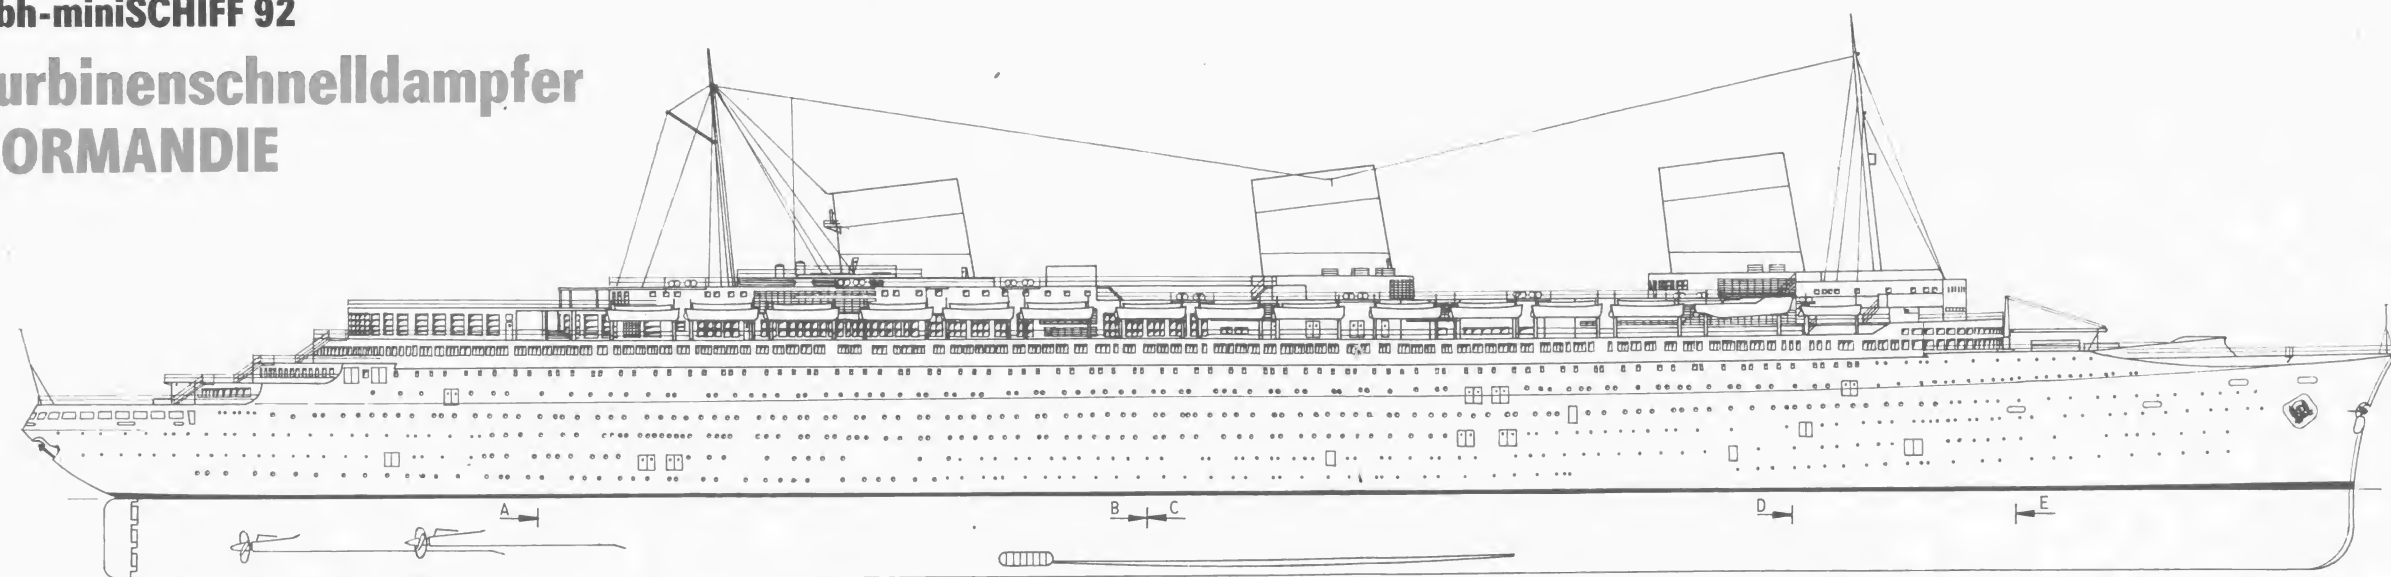 bh-miniSCHIFF 92
urbinenschnelldampfer
ORMANDIE
A
B
C
D
E